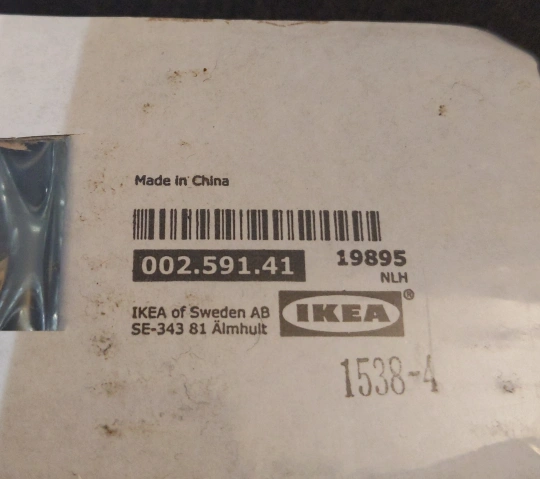 Made in China
002.591.41
19895
NLH
IKEA of Sweden AB
SE-343 81 Älmhult
IKEA®
1538-4